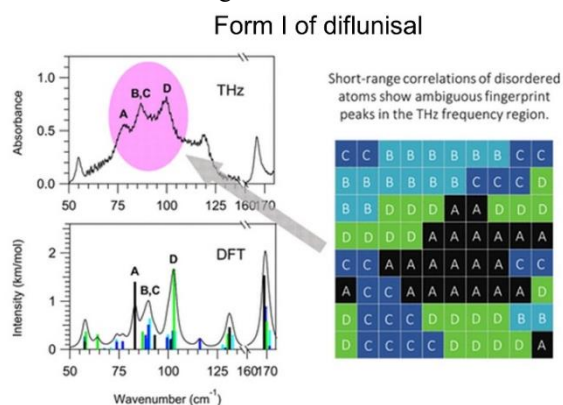 Form I of diflunisal
THz
Absorbance
1.0
0.5
0.0
A
B,C
D
50 75 100 125 160 170
DFT
Intensity (km/mol)
2
1
0
A
B,C
D
50 75 100 125 160 170
Wavenumber (cm-1)
Short-range correlations of disordered
atoms show ambiguous fingerprint
peaks in the THz frequency region.
C C B B B B B B C C
B B B B B B C C C D
B B D D D A A D D D
D D D D A A A A A A
C C A A A A A A C C
A C C A A A A A A D
D C C C D D D D B B
D C C C C D D D D A